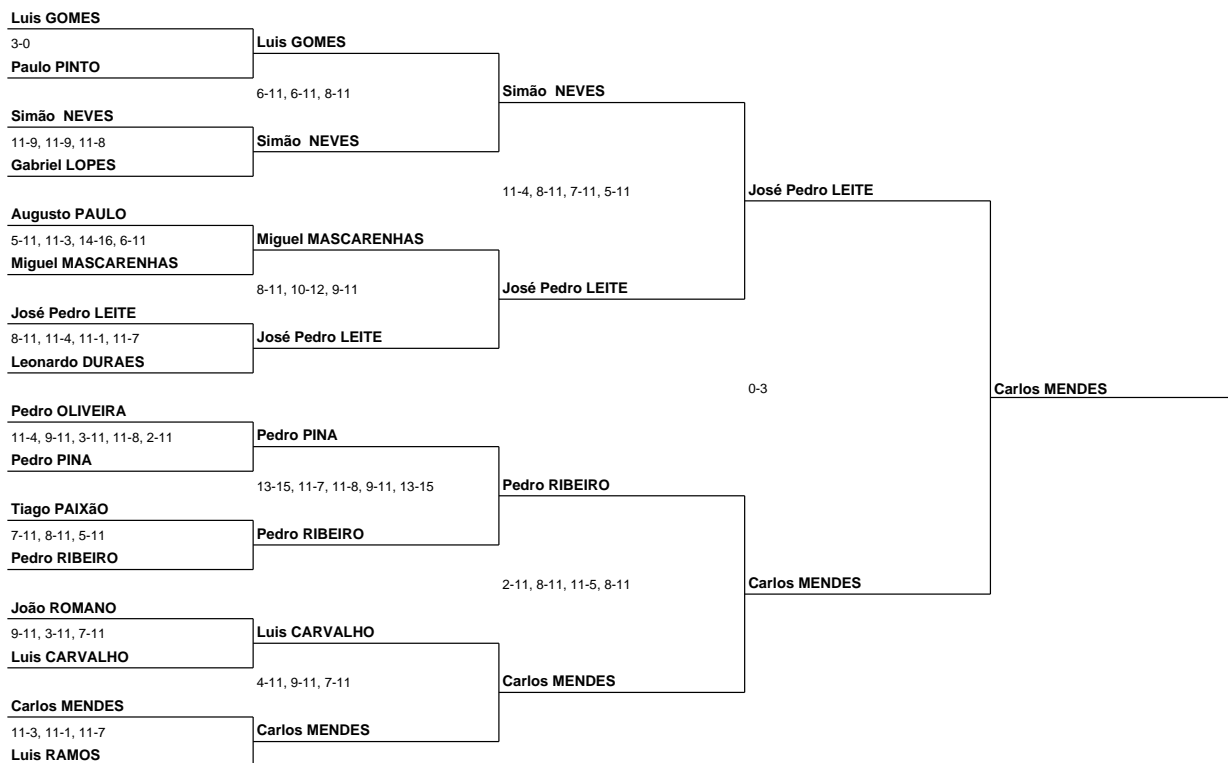 Luis GOMES
3-0
Luis GOMES
Paulo PINTO
6-11, 6-11, 8-11
Simão  NEVES
Simão  NEVES
11-9, 11-9, 11-8
Simão  NEVES
Gabriel LOPES
11-4, 8-11, 7-11, 5-11
José Pedro LEITE
Augusto PAULO
5-11, 11-3, 14-16, 6-11
Miguel MASCARENHAS
Miguel MASCARENHAS
8-11, 10-12, 9-11
José Pedro LEITE
José Pedro LEITE
8-11, 11-4, 11-1, 11-7
José Pedro LEITE
Leonardo DURAES
0-3
Carlos MENDES
Pedro OLIVEIRA
11-4, 9-11, 3-11, 11-8, 2-11
Pedro PINA
Pedro PINA
13-15, 11-7, 11-8, 9-11, 13-15
Pedro RIBEIRO
Tiago PAIXãO
7-11, 8-11, 5-11
Pedro RIBEIRO
Pedro RIBEIRO
2-11, 8-11, 11-5, 8-11
Carlos MENDES
João ROMANO
9-11, 3-11, 7-11
Luis CARVALHO
Luis CARVALHO
4-11, 9-11, 7-11
Carlos MENDES
Carlos MENDES
11-3, 11-1, 11-7
Carlos MENDES
Luis RAMOS